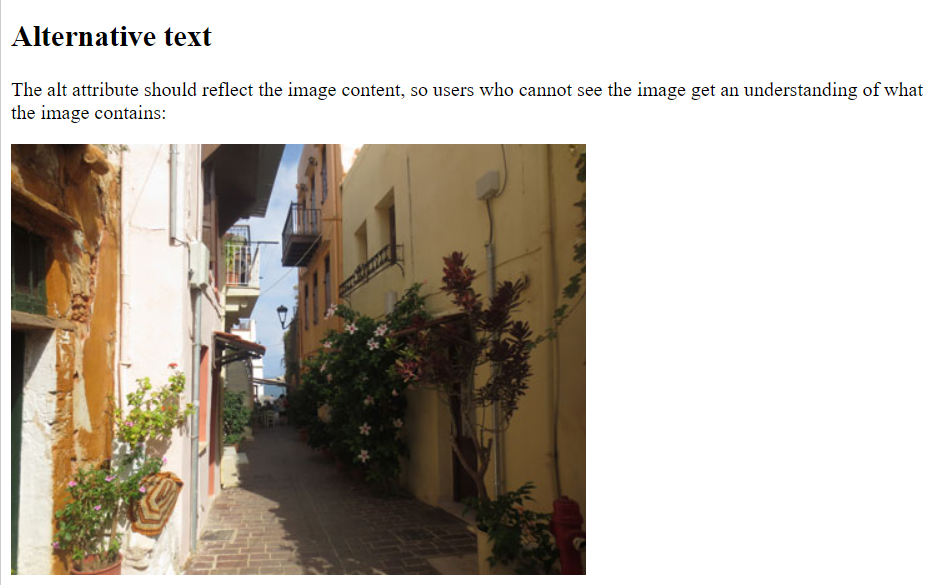 Alternative text
The alt attribute should reflect the image content, so users who cannot see the image get an understanding of what
the image contains: